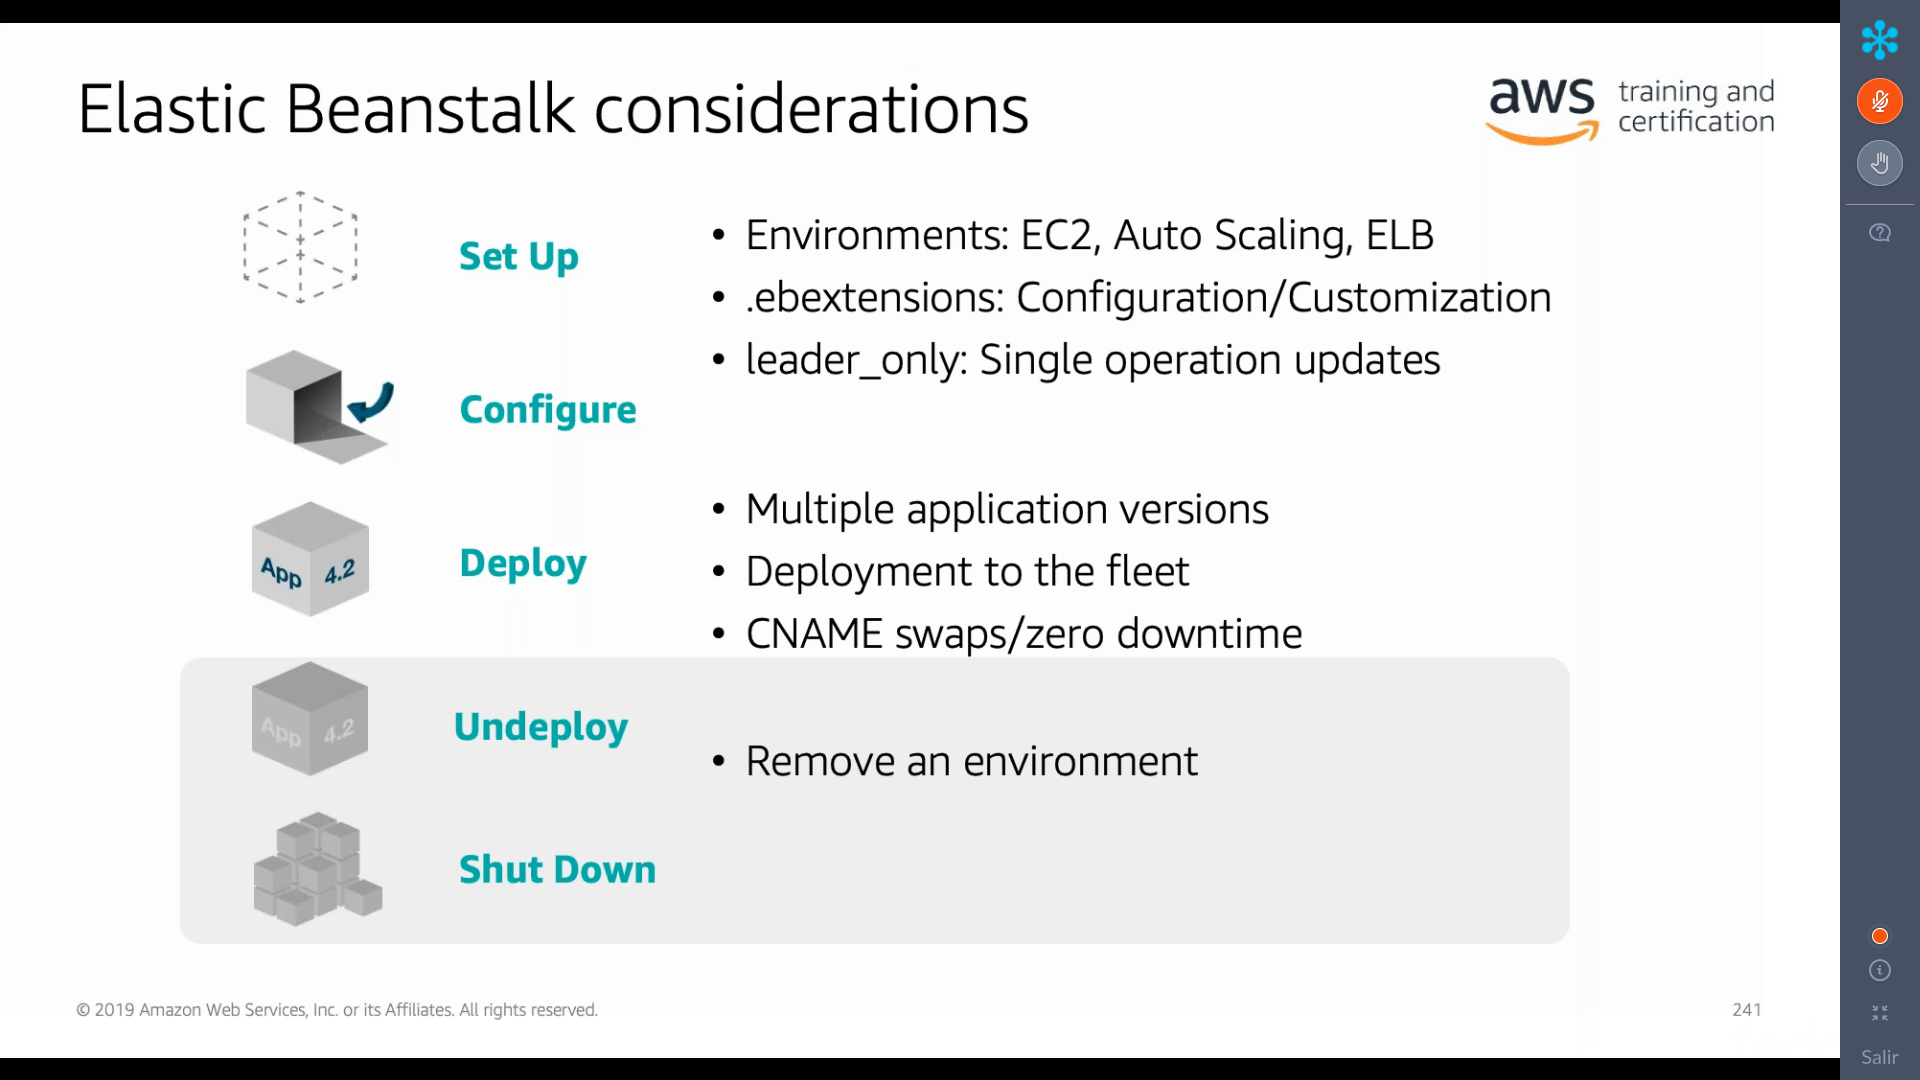 Elastic Beanstalk considerations
aws training and
certification
Set Up
• Environments: EC2, Auto Scaling, ELB
• .ebextensions: Configuration/Customization
• leader_only: Single operation updates
Configure
• Multiple application versions
App 4.2
Deploy
• Deployment to the fleet
• CNAME swaps/zero downtime
App 4.2
Undeploy
• Remove an environment
Shut Down
© 2019 Amazon Web Services, Inc. or its Affiliates. All rights reserved.
241
Salir